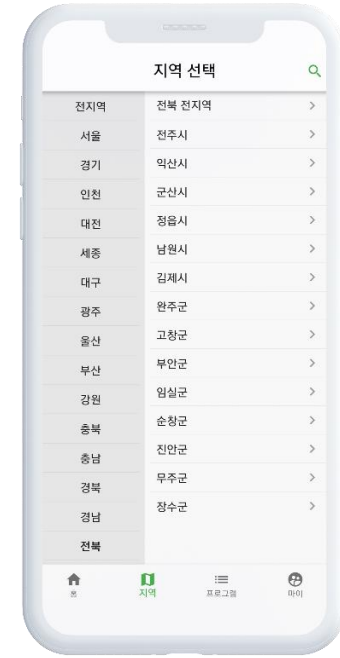 지역 선택
전지역
서울
경기
인천
대전
세종
대구
광주
울산
부산
강원
충북
충남
경북
경남
전북
전북 전지역
전주시
익산시
군산시
정읍시
남원시
김제시
완주군
고창군
부안군
임실군
순창군
진안군
무주군
장수군
홈
지역
프로그램
마이